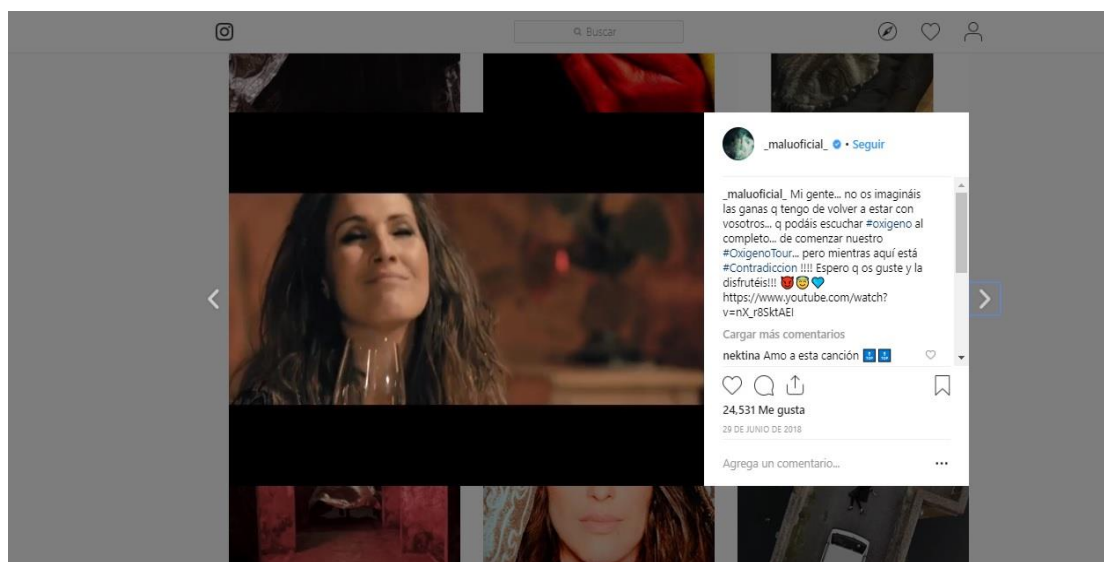 Buscar
_maluoficial_ • Seguir
_maluoficial_ Mi gente... no os imagináis
las ganas q tengo de volver a estar con
vosotros... q podáis escuchar #oxigeno al
completo... de comenzar nuestro
#OxigenoTour... pero mientras aquí está
#Contradiccion !!!! Espero q os guste y la
disfrutéis!!! 😈😇💙
https://www.youtube.com/watch?
v=nX_r8SktAEI
Cargar más comentarios
nektina Amo a esta canción 🔝🔝
24,531 Me gusta
29 DE JUNIO DE 2018
Agrega un comentario...